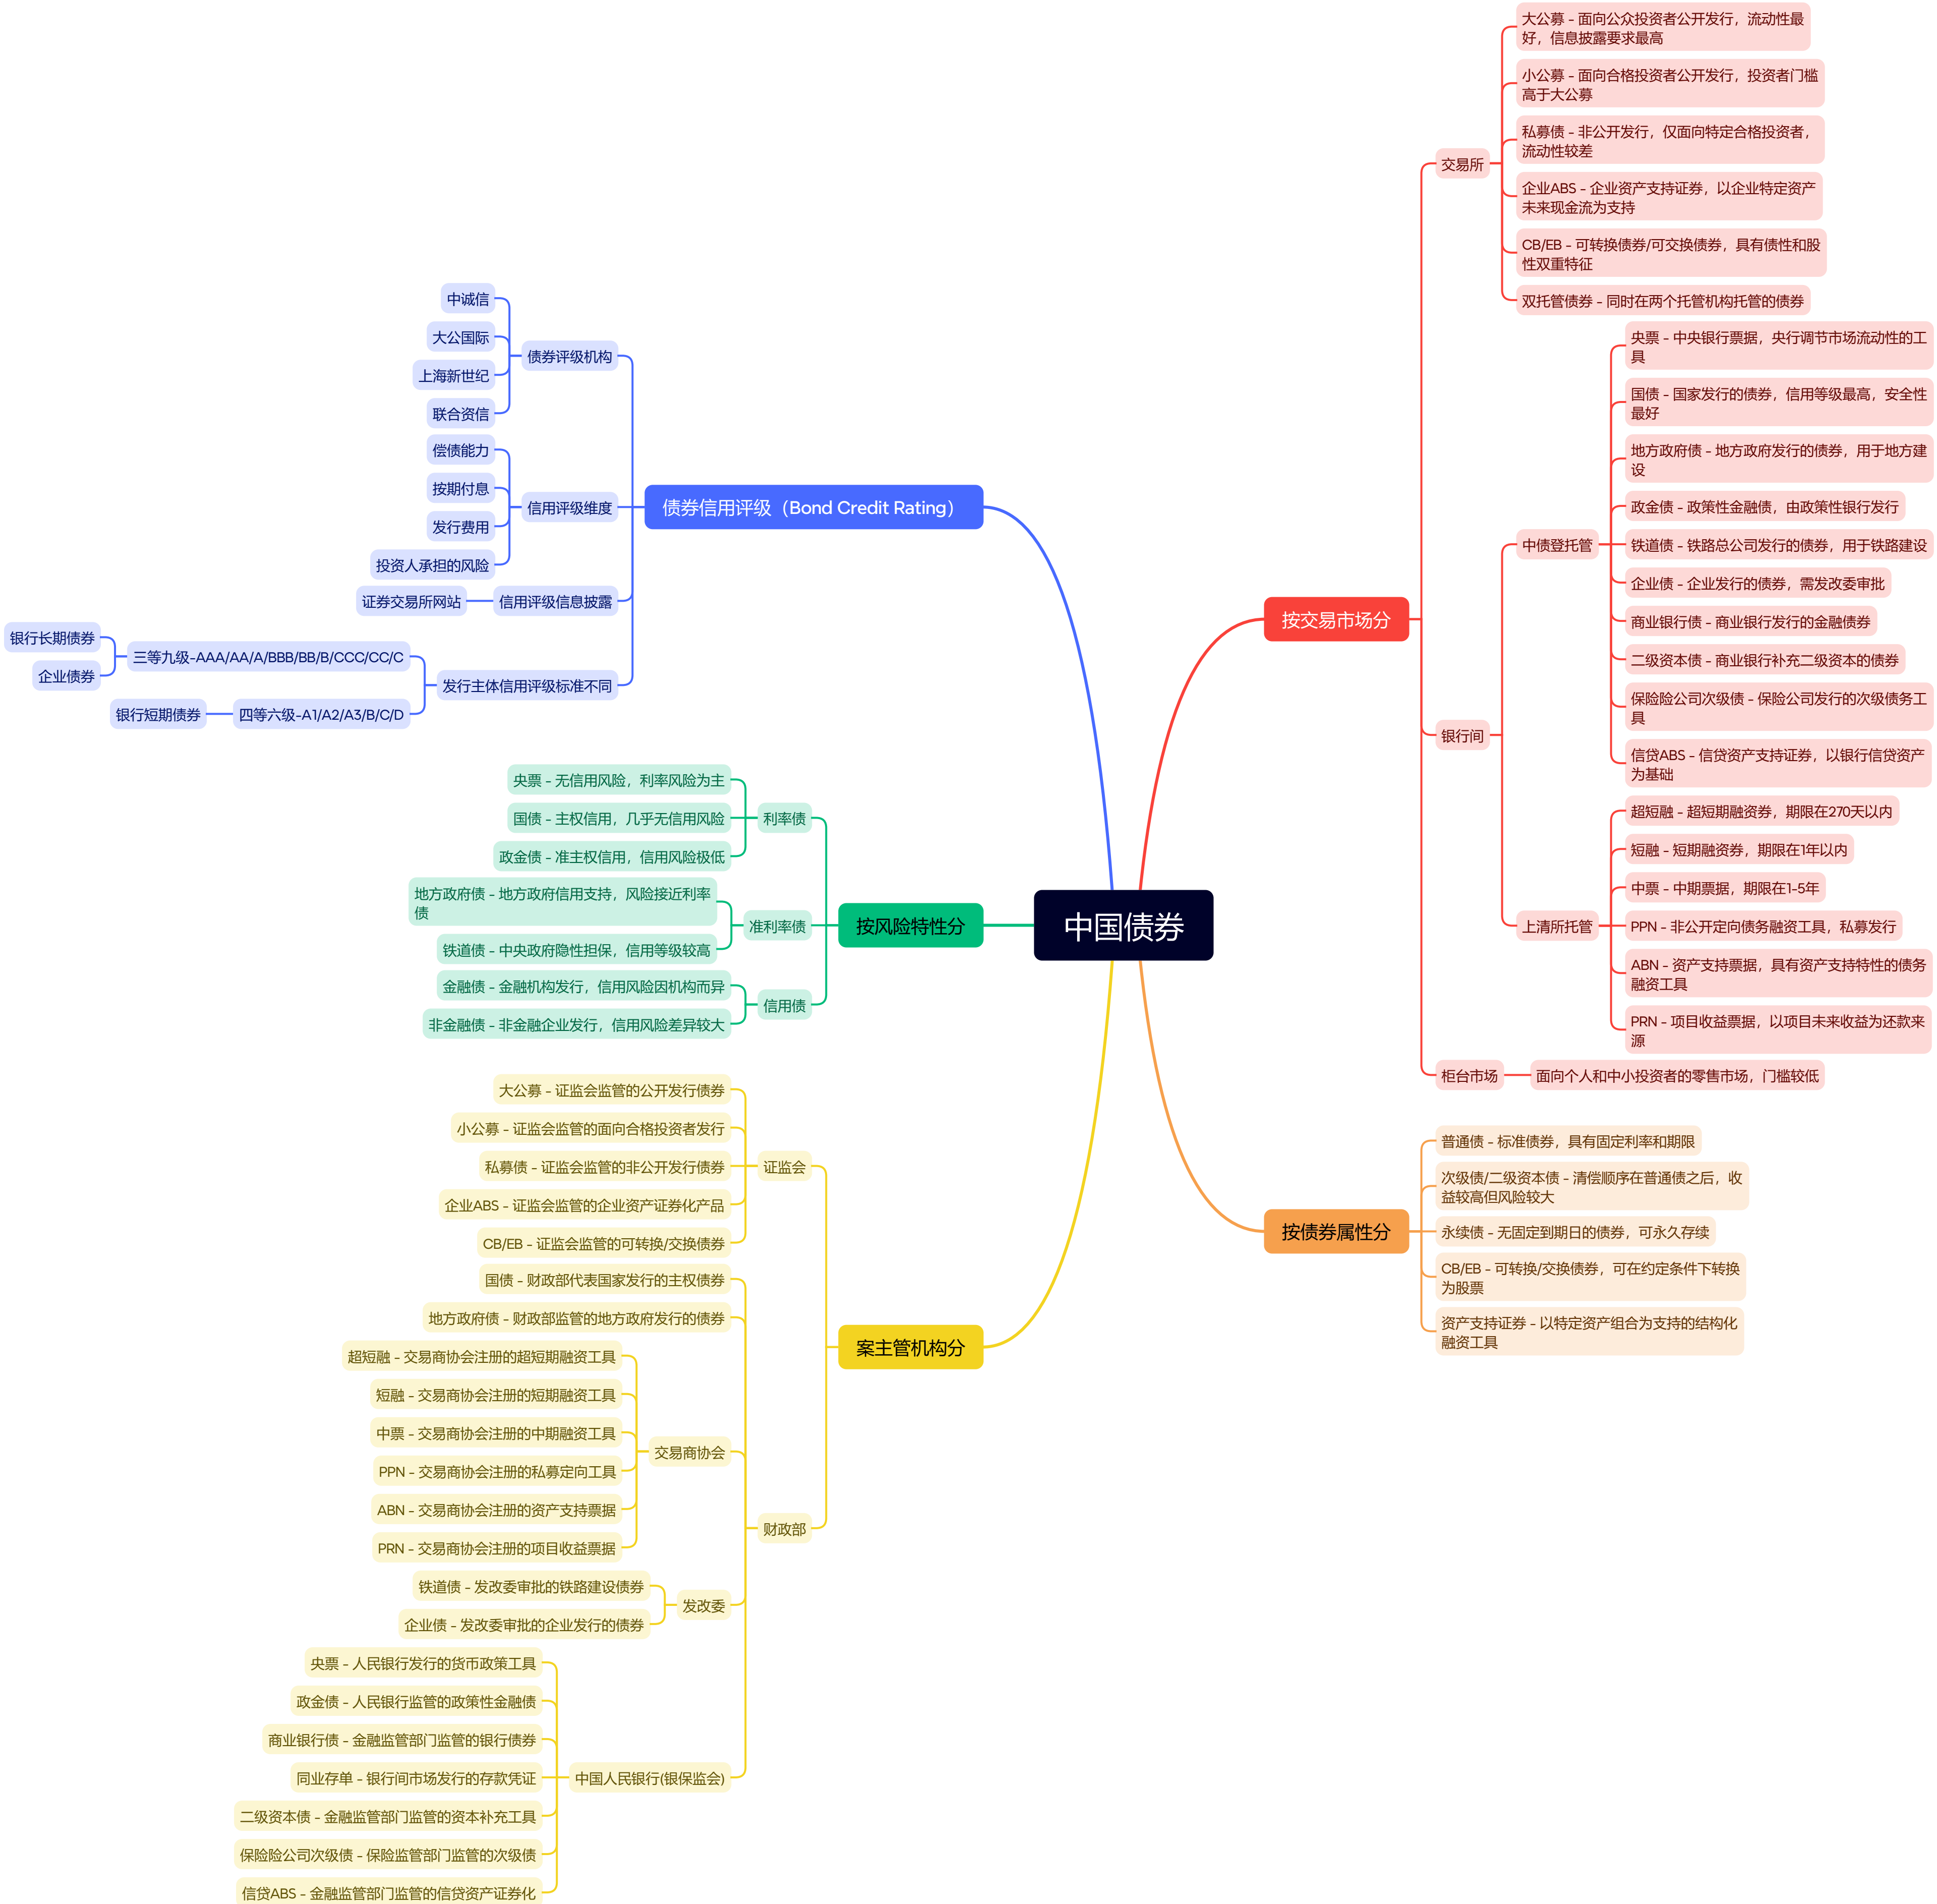 中国债券
按交易市场分
交易所
大公募 - 面向公众投资者公开发行，流动性最
好，信息披露要求最高
小公募 - 面向合格投资者公开发行，投资者门槛
高于大公募
私募债 - 非公开发行，仅面向特定合格投资者，
流动性较差
企业ABS - 企业资产支持证券，以企业特定资产
未来现金流为支持
CB/EB - 可转换债券/可交换债券，具有债性和股
性双重特征
双托管债券 - 同时在两个托管机构托管的债券
银行间
中债登托管
央票 - 中央银行票据，央行调节市场流动性的工
具
国债 - 国家发行的债券，信用等级最高，安全性
最好
地方政府债 - 地方政府发行的债券，用于地方建
设
政金债 - 政策性金融债，由政策性银行发行
铁道债 - 铁路总公司发行的债券，用于铁路建设
企业债 - 企业发行的债券，需发改委审批
商业银行债 - 商业银行发行的金融债券
二级资本债 - 商业银行补充二级资本的债券
保险险公司次级债 - 保险公司发行的次级债务工
具
信贷ABS - 信贷资产支持证券，以银行信贷资产
为基础
上清所托管
超短融 - 超短期融资券，期限在270天以内
短融 - 短期融资券，期限在1年以内
中票 - 中期票据，期限在1-5年
PPN - 非公开定向债务融资工具，私募发行
ABN - 资产支持票据，具有资产支持特性的债务
融资工具
PRN - 项目收益票据，以项目未来收益为还款来
源
柜台市场
面向个人和中小投资者的零售市场，门槛较低
按债券属性分
普通债 - 标准债券，具有固定利率和期限
次级债/二级资本债 - 清偿顺序在普通债之后，收
益较高但风险较大
永续债 - 无固定到期日的债券，可永久存续
CB/EB - 可转换/交换债券，可在约定条件下转换
为股票
资产支持证券 - 以特定资产组合为支持的结构化
融资工具
债券信用评级（Bond Credit Rating）
债券评级机构
中诚信
大公国际
上海新世纪
联合资信
信用评级维度
偿债能力
按期付息
发行费用
投资人承担的风险
信用评级信息披露
证券交易所网站
发行主体信用评级标准不同
三等九级-AAA/AA/A/BBB/BB/B/CCC/CC/C
银行长期债券
企业债券
四等六级-A1/A2/A3/B/C/D
银行短期债券
按风险特性分
利率债
央票 - 无信用风险，利率风险为主
国债 - 主权信用，几乎无信用风险
政金债 - 准主权信用，信用风险极低
准利率债
地方政府债 - 地方政府信用支持，风险接近利率
债
铁道债 - 中央政府隐性担保，信用等级较高
信用债
金融债 - 金融机构发行，信用风险因机构而异
非金融债 - 非金融企业发行，信用风险差异较大
案主管机构分
证监会
大公募 - 证监会监管的公开发行债券
小公募 - 证监会监管的面向合格投资者发行
私募债 - 证监会监管的非公开发行债券
企业ABS - 证监会监管的企业资产证券化产品
CB/EB - 证监会监管的可转换/交换债券
财政部
国债 - 财政部代表国家发行的主权债券
地方政府债 - 财政部监管的地方政府发行的债券
交易商协会
超短融 - 交易商协会注册的超短期融资工具
短融 - 交易商协会注册的短期融资工具
中票 - 交易商协会注册的中期融资工具
PPN - 交易商协会注册的私募定向工具
ABN - 交易商协会注册的资产支持票据
PRN - 交易商协会注册的项目收益票据
发改委
铁道债 - 发改委审批的铁路建设债券
企业债 - 发改委审批的企业发行的债券
中国人民银行(银保监会)
央票 - 人民银行发行的货币政策工具
政金债 - 人民银行监管的政策性金融债
商业银行债 - 金融监管部门监管的银行债券
同业存单 - 银行间市场发行的存款凭证
二级资本债 - 金融监管部门监管的资本补充工具
保险险公司次级债 - 保险监管部门监管的次级债
信贷ABS - 金融监管部门监管的信贷资产证券化